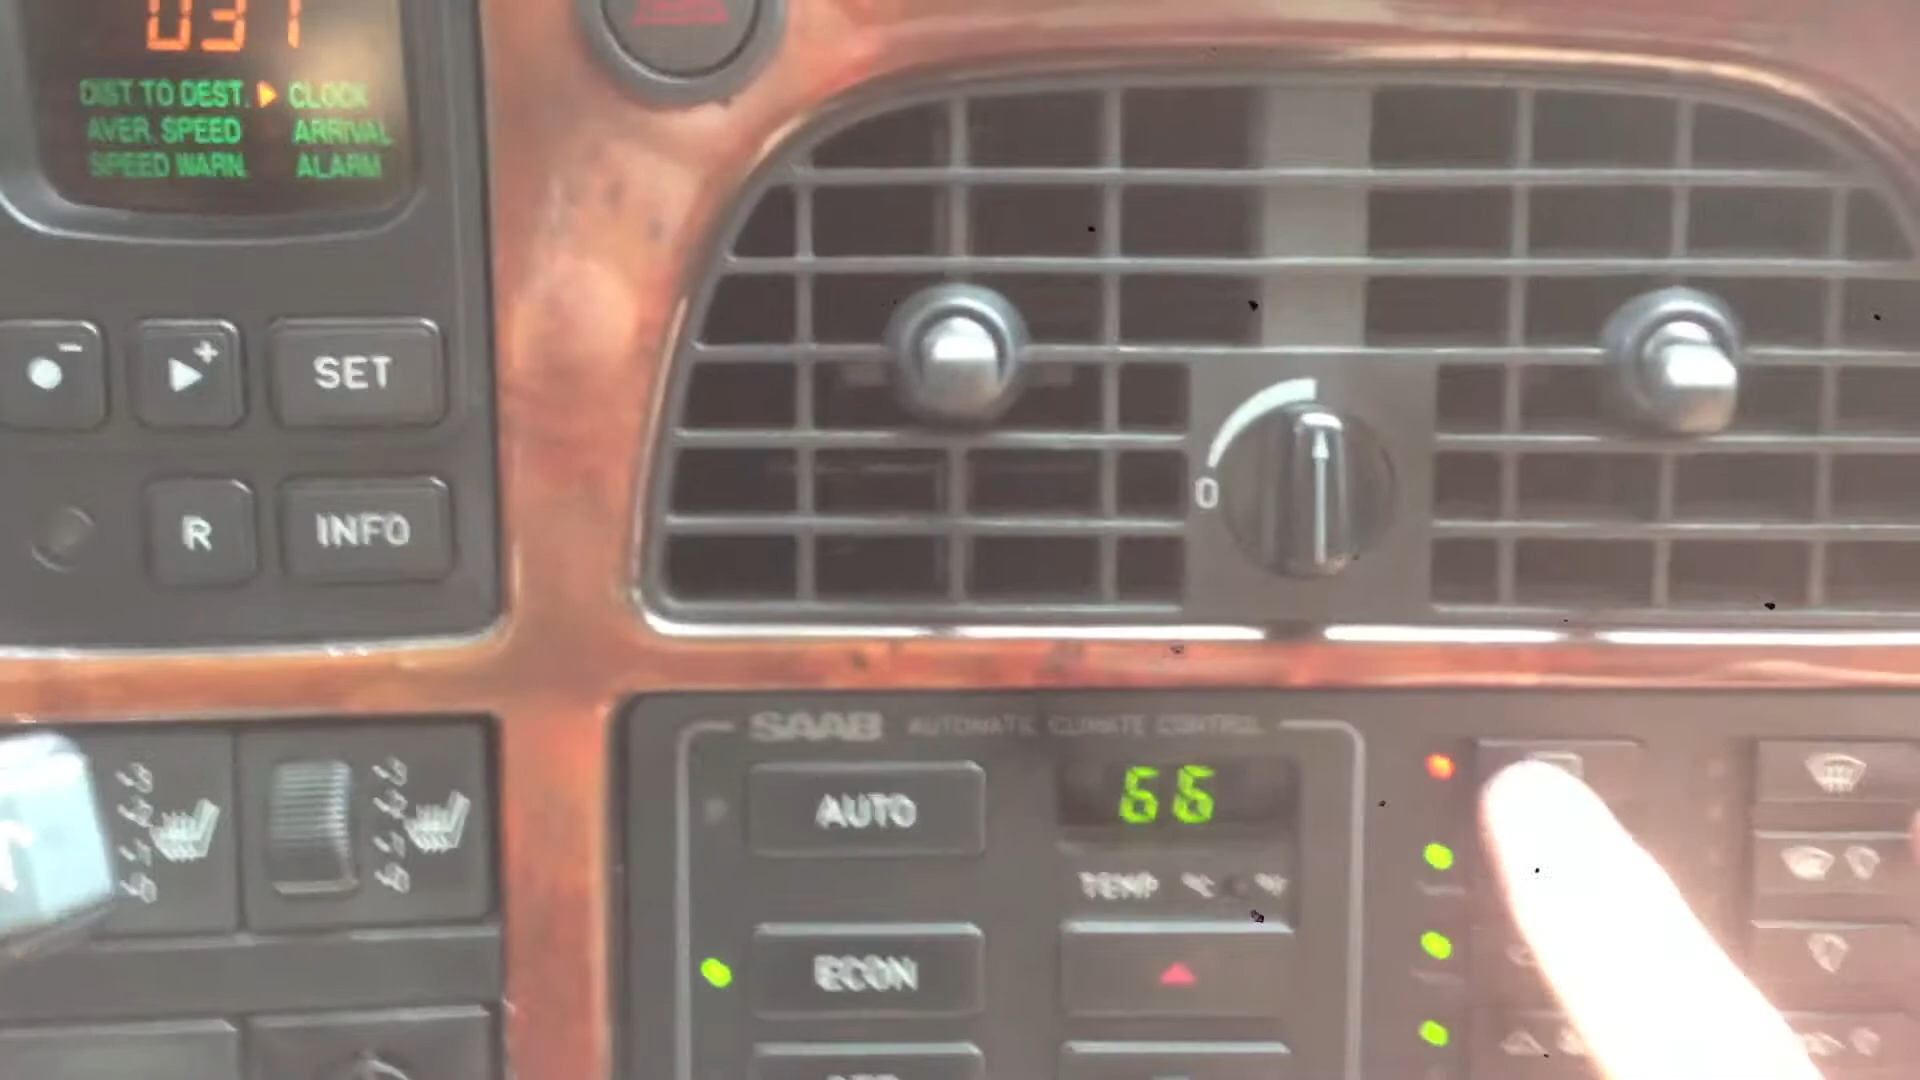 031
DIST TO DEST. CLOCK
AVER. SPEED ARRIVAL
SPEED WARN. ALARM
SET
R INFO
0
SAAB AUTOMATIC CLIMATE CONTROL
AUTO
66
TEMP °C °F
ECON